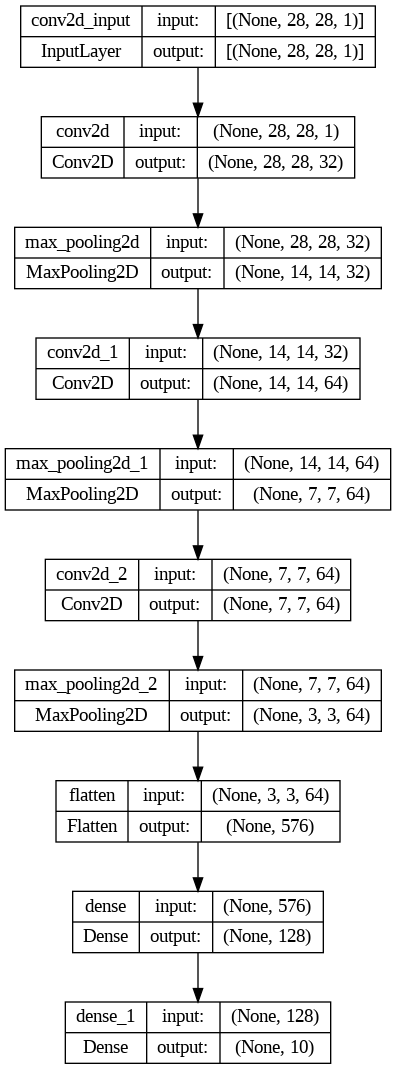 conv2d_input input: [(None, 28, 28, 1)]
InputLayer output: [(None, 28, 28, 1)]
conv2d input: (None, 28, 28, 1)
Conv2D output: (None, 28, 28, 32)
max_pooling2d input: (None, 28, 28, 32)
MaxPooling2D output: (None, 14, 14, 32)
conv2d_1 input: (None, 14, 14, 32)
Conv2D output: (None, 14, 14, 64)
max_pooling2d_1 input: (None, 14, 14, 64)
MaxPooling2D output: (None, 7, 7, 64)
conv2d_2 input: (None, 7, 7, 64)
Conv2D output: (None, 7, 7, 64)
max_pooling2d_2 input: (None, 7, 7, 64)
MaxPooling2D output: (None, 3, 3, 64)
flatten input: (None, 3, 3, 64)
Flatten output: (None, 576)
dense input: (None, 576)
Dense output: (None, 128)
dense_1 input: (None, 128)
Dense output: (None, 10)